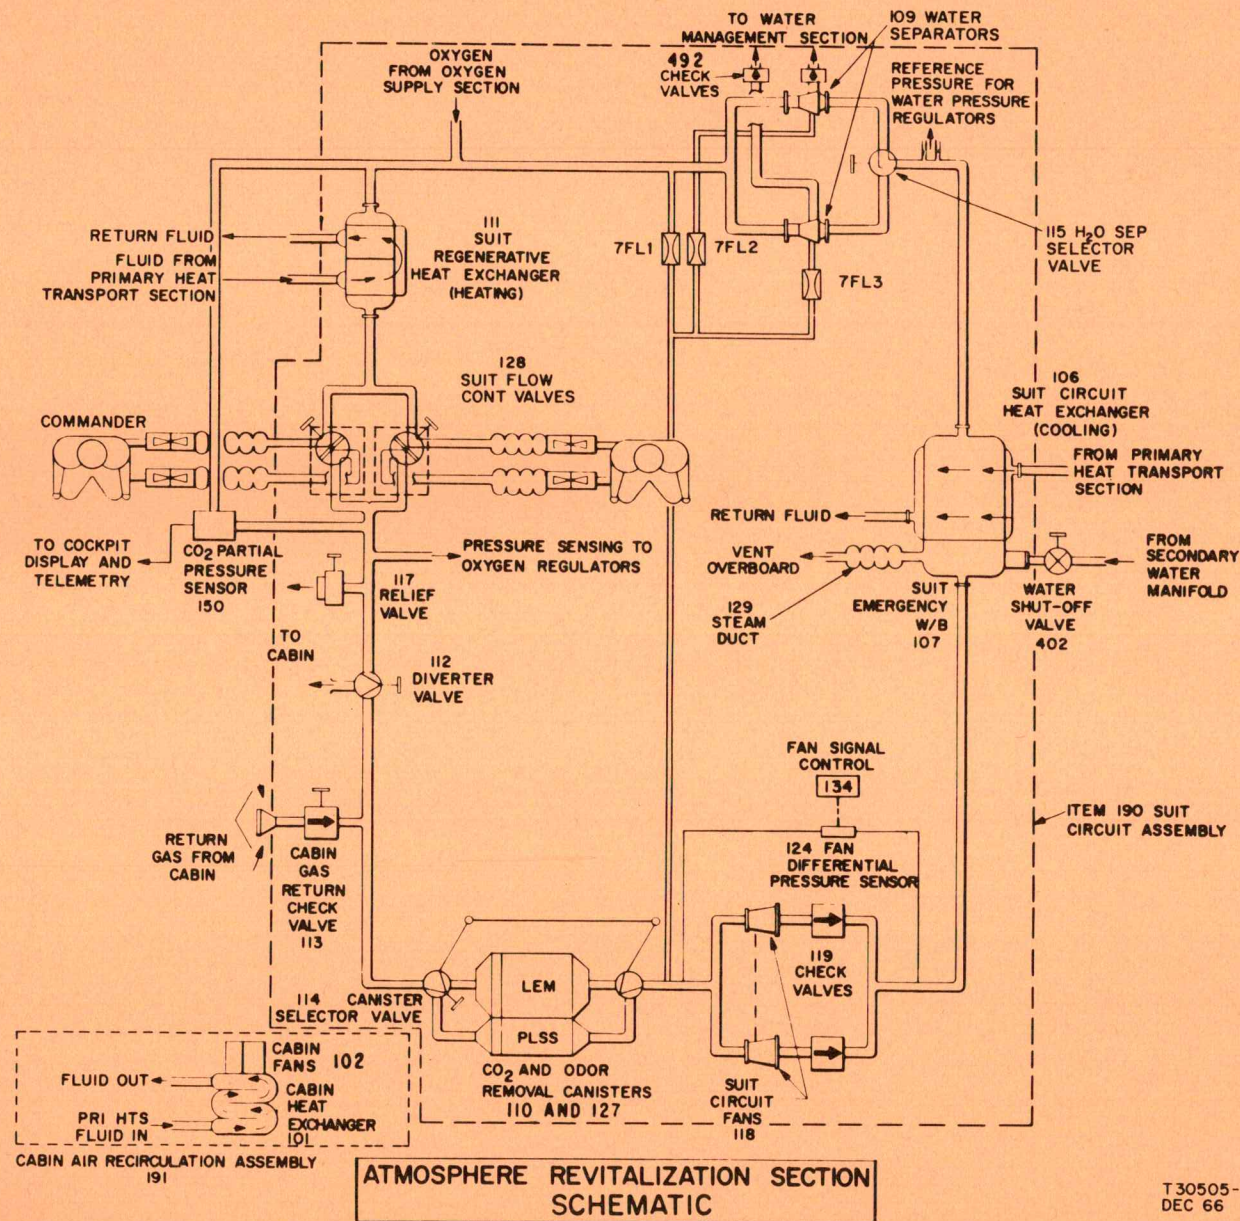 TO WATER
MANAGEMENT SECTION
109 WATER
SEPARATORS
OXYGEN
FROM OXYGEN
SUPPLY SECTION
492
CHECK
VALVES
REFERENCE
PRESSURE FOR
WATER PRESSURE
REGULATORS
RETURN FLUID
FLUID FROM
PRIMARY HEAT
TRANSPORT SECTION
111
SUIT
REGENERATIVE
HEAT EXCHANGER
(HEATING)
7FL1
7FL2
7FL3
115 H2O SEP
SELECTOR
VALVE
128
SUIT FLOW
CONT VALVES
COMMANDER
106
SUIT CIRCUIT
HEAT EXCHANGER
(COOLING)
FROM PRIMARY
HEAT TRANSPORT
SECTION
RETURN FLUID
TO COCKPIT
DISPLAY AND
TELEMETRY
CO2 PARTIAL
PRESSURE
SENSOR
150
PRESSURE SENSING TO
OXYGEN REGULATORS
117
RELIEF
VALVE
VENT
OVERBOARD
129
STEAM
DUCT
SUIT
EMERGENCY
W/B
107
WATER
SHUT-OFF
VALVE
402
FROM
SECONDARY
WATER
MANIFOLD
TO
CABIN
112
DIVERTER
VALVE
FAN SIGNAL
CONTROL
134
124 FAN
DIFFERENTIAL
PRESSURE SENSOR
ITEM 190 SUIT
CIRCUIT ASSEMBLY
RETURN
GAS FROM
CABIN
CABIN
GAS
RETURN
CHECK
VALVE
113
114 CANISTER
SELECTOR VALVE
LEM
PLSS
CO2 AND ODOR
REMOVAL CANISTERS
110 AND 127
119
CHECK
VALVES
SUIT
CIRCUIT
FANS
118
CABIN
FANS 102
FLUID OUT
CABIN
HEAT
EXCHANGER
101
PRI HTS
FLUID IN
CABIN AIR RECIRCULATION ASSEMBLY
191
ATMOSPHERE REVITALIZATION SECTION
SCHEMATIC
T30505-
DEC 66